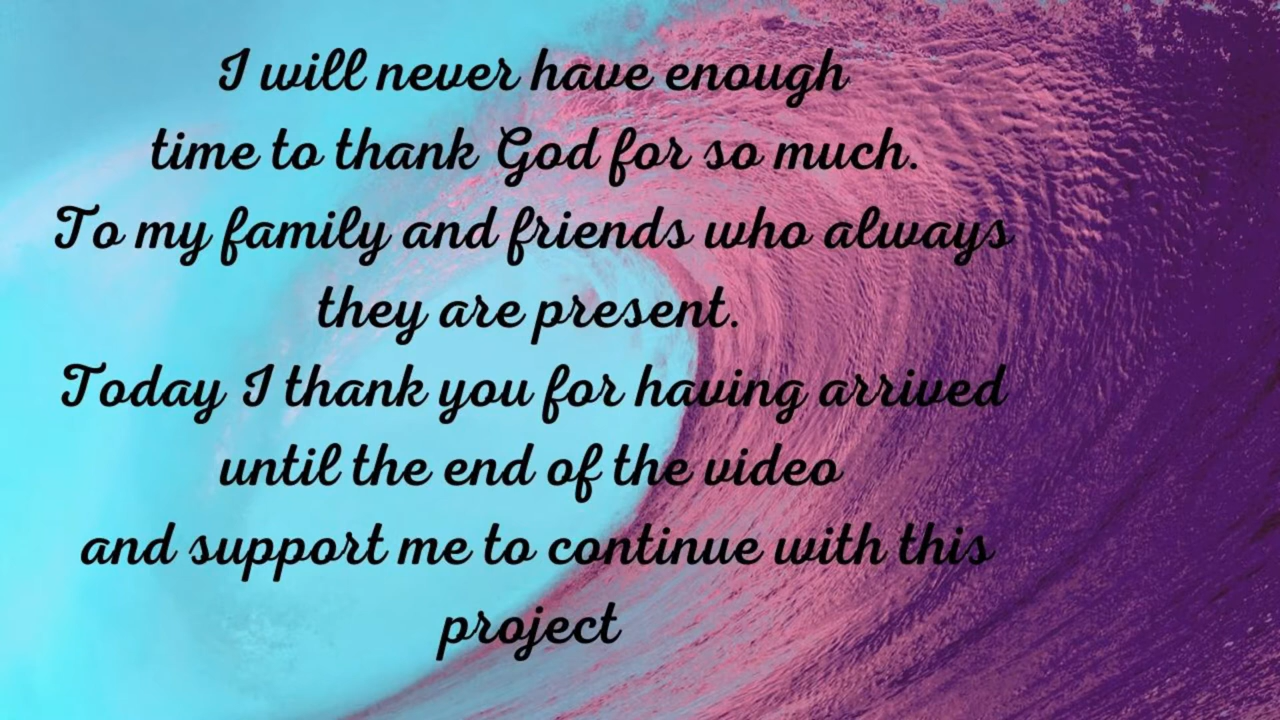 I will never have enough
time to thank God for so much.
To my family and friends who always
they are present.
Today I thank you for having arrived
until the end of the video
and support me to continue with this
project